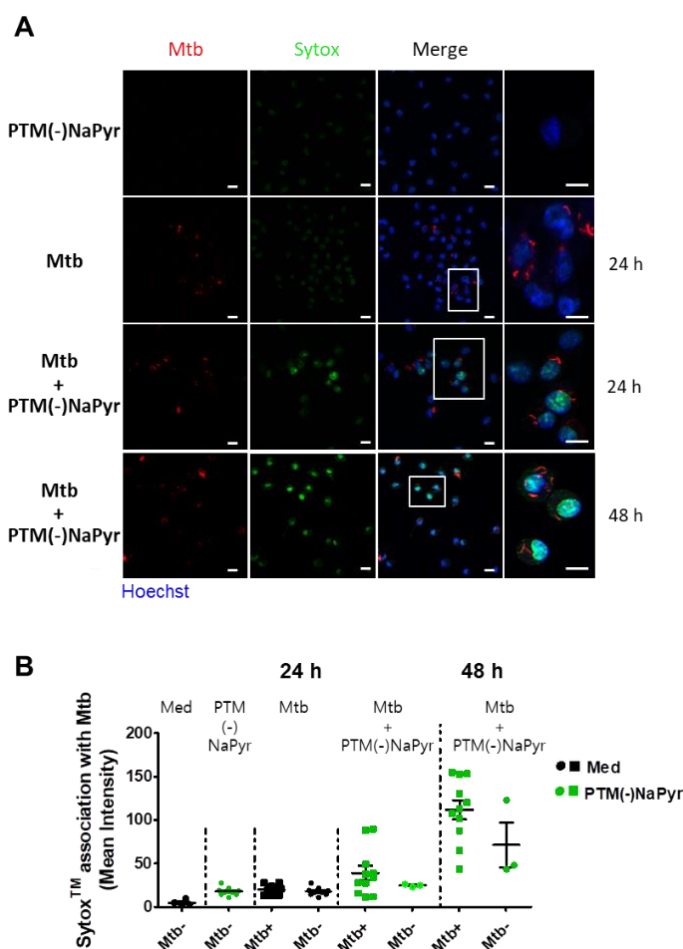 A
Mtb Sytox Merge
PTM(-)NaPyr
Mtb
24 h
Mtb
+
PTM(-)NaPyr
24 h
Mtb
+
PTM(-)NaPyr
48 h
Hoechst
B
24 h 48 h
Med PTM
(-)
NaPyr Mtb Mtb
+
PTM(-)NaPyr Mtb
+
PTM(-)NaPyr
Sytox™ association with Mtb
(Mean Intensity)
200
150
100
50
0
Med
PTM(-)NaPyr
Mtb- Mtb- Mtb+ Mtb- Mtb+ Mtb- Mtb+ Mtb-